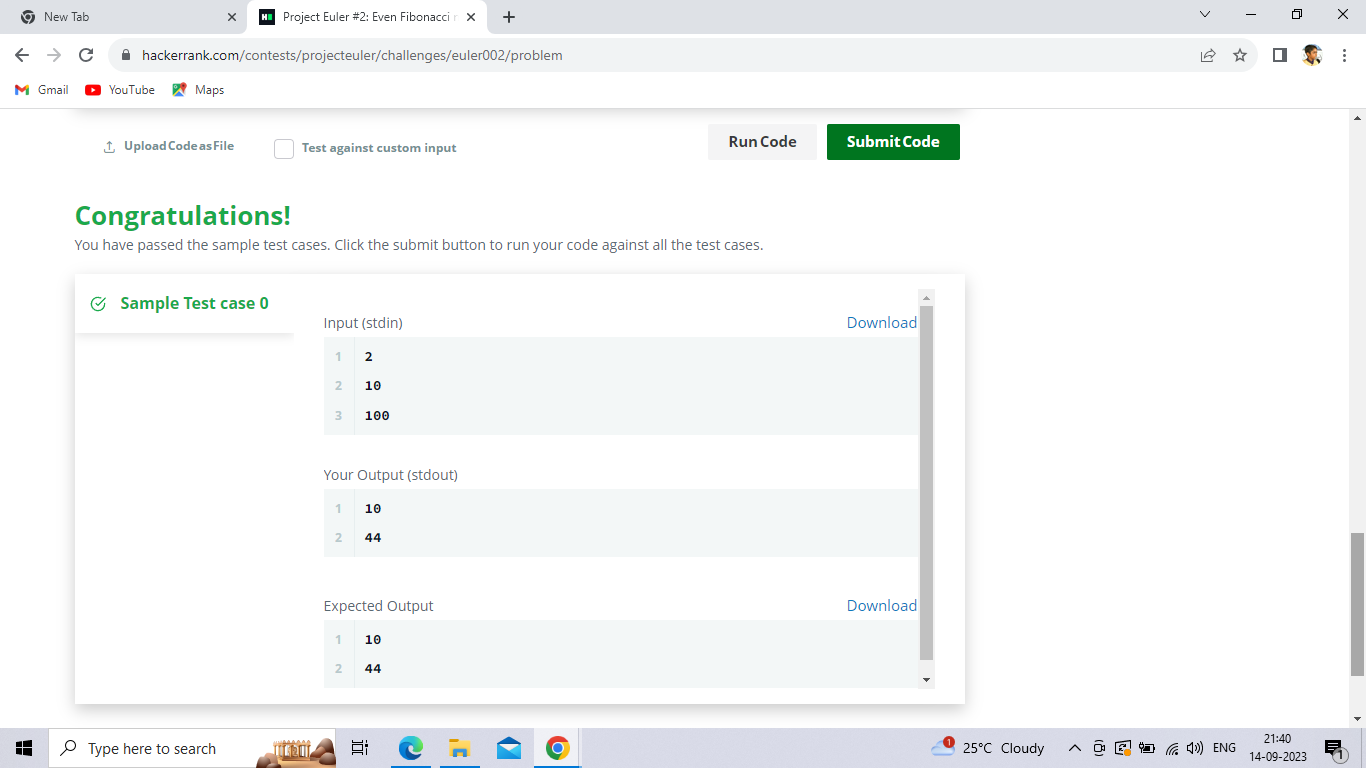 New Tab
Project Euler #2: Even Fibonacci
hackerrank.com/contests/projecteuler/challenges/euler002/problem
Gmail YouTube Maps
Upload Code as File Test against custom input Run Code Submit Code
Congratulations!
You have passed the sample test cases. Click the submit button to run your code against all the test cases.
Sample Test case 0
Input (stdin) Download
1 2
2 10
3 100
Your Output (stdout)
1 10
2 44
Expected Output Download
1 10
2 44
Type here to search
1
25°C Cloudy
ENG
21:40
14-09-2023
1